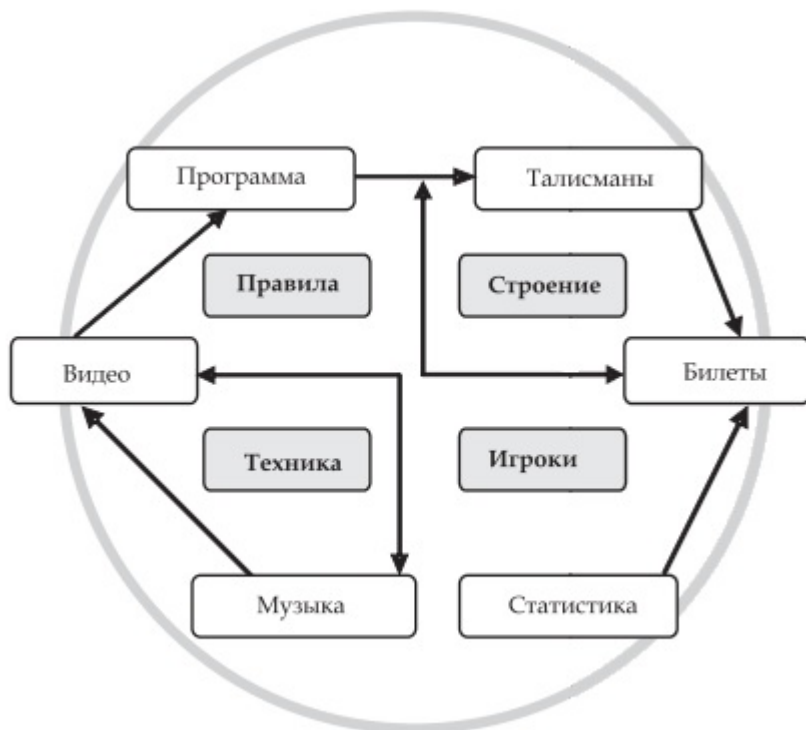 Программа
Талисманы
Правила
Строение
Видео
Билеты
Техника
Игроки
Музыка
Статистика